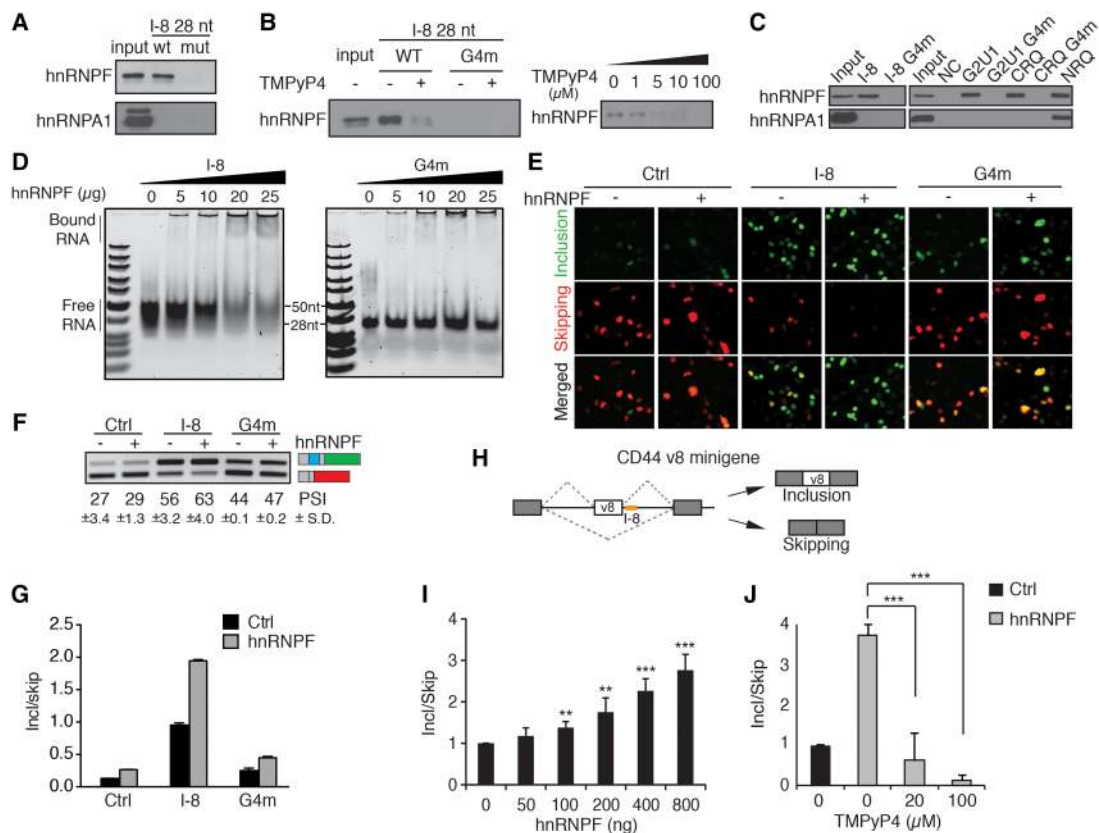 A
I-8 28 nt
input wt mut
hnRNPF
hnRNPA1
B
I-8 28 nt
input WT G4m
TMPyP4 - - + - +
hnRNPF
TMPyP4 (µM) 0 1 5 10 100
hnRNPF
C
Input I-8 I-8 G4m Input NC G2U1 G2U1 G4m CRQ CRQ G4m NRQ
hnRNPF
hnRNPA1
D
I-8 G4m
hnRNPF (µg) 0 5 10 20 25 0 5 10 20 25
Bound RNA
Free RNA
50nt
28nt
E
Ctrl I-8 G4m
hnRNPF - + - + - +
Inclusion
Skipping
Merged
F
Ctrl I-8 G4m
- + - + - + hnRNPF
27 29 56 63 44 47 PSI
±3.4 ±1.3 ±3.2 ±4.0 ±0.1 ±0.2 ± S.D.
H
CD44 v8 minigene
v8
I-8
v8
Inclusion
Skipping
G
Ctrl
hnRNPF
Incl/skip
2.5
2.0
1.5
1.0
0.5
0.0
Ctrl I-8 G4m
I
Incl/Skip
4
3
2
1
0
** ** *** ***
0 50 100 200 400 800
hnRNPF (ng)
J
Ctrl
hnRNPF
***
***
Incl/Skip
4
3
2
1
0
0 0 20 100
TMPyP4 (µM)